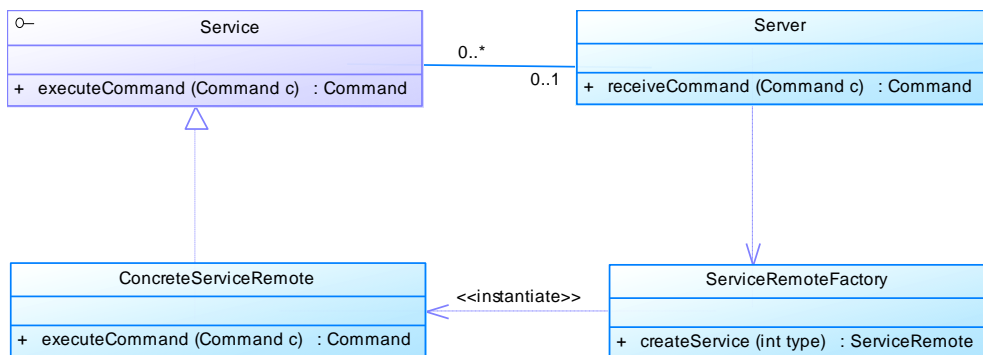 Service
+ executeCommand (Command c) : Command
0..*
0..1
Server
+ receiveCommand (Command c) : Command
ConcreteServiceRemote
+ executeCommand (Command c) : Command
<<instantiate>>
ServiceRemoteFactory
+ createService (int type) : ServiceRemote